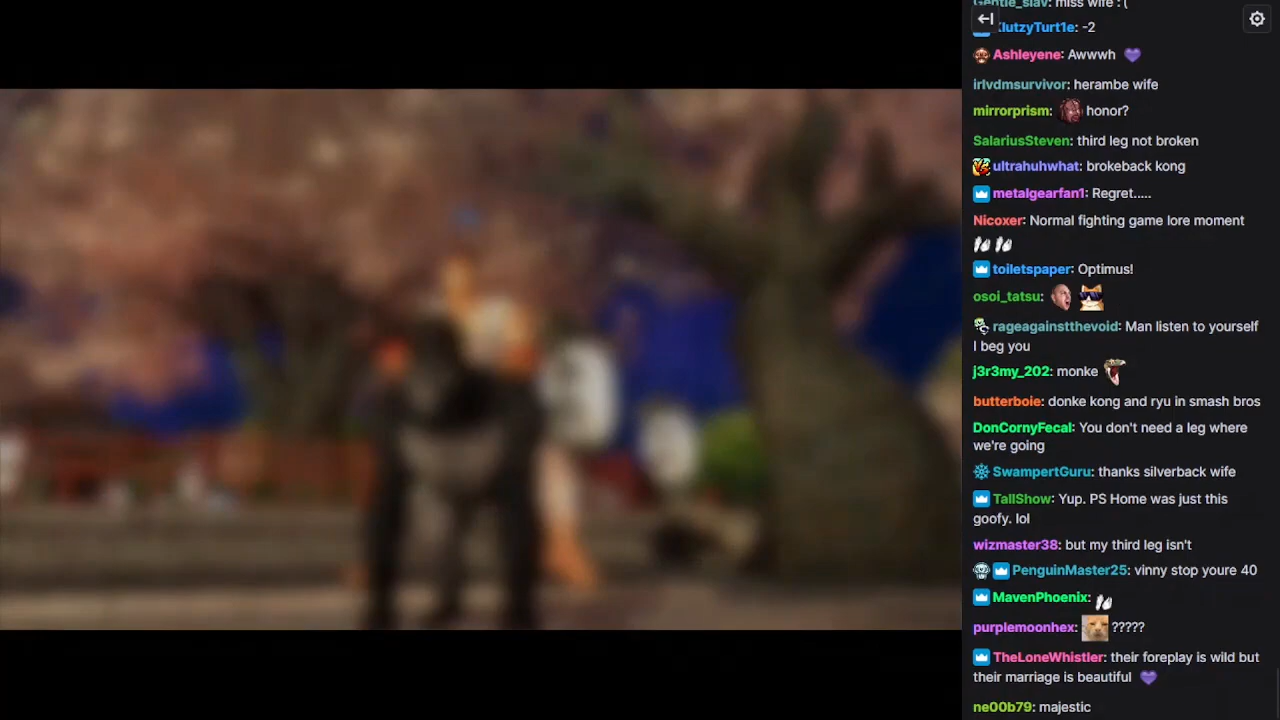 Gentle_slav: miss wife :(
KlutzyTurt1e: -2
Ashleyene: Awwwh
irlvdmsurvivor: herambe wife
mirrorprism: honor?
SalariusSteven: third leg not broken
ultrahuhwhat: brokeback kong
metalgearfan1: Regret.....
Nicoxer: Normal fighting game lore moment
toiletspaper: Optimus!
osoi_tatsu:
rageagainstthevoid: Man listen to yourself
I beg you
j3r3my_202: monke
butterboie: donke kong and ryu in smash bros
DonCornyFecal: You don't need a leg where
we're going
SwampertGuru: thanks silverback wife
TallShow: Yup. PS Home was just this
goofy. lol
wizmaster38: but my third leg isn't
PenguinMaster25: vinny stop youre 40
MavenPhoenix:
purplemoonhex: ?????
TheLoneWhistler: their foreplay is wild but
their marriage is beautiful
ne00b79: majestic